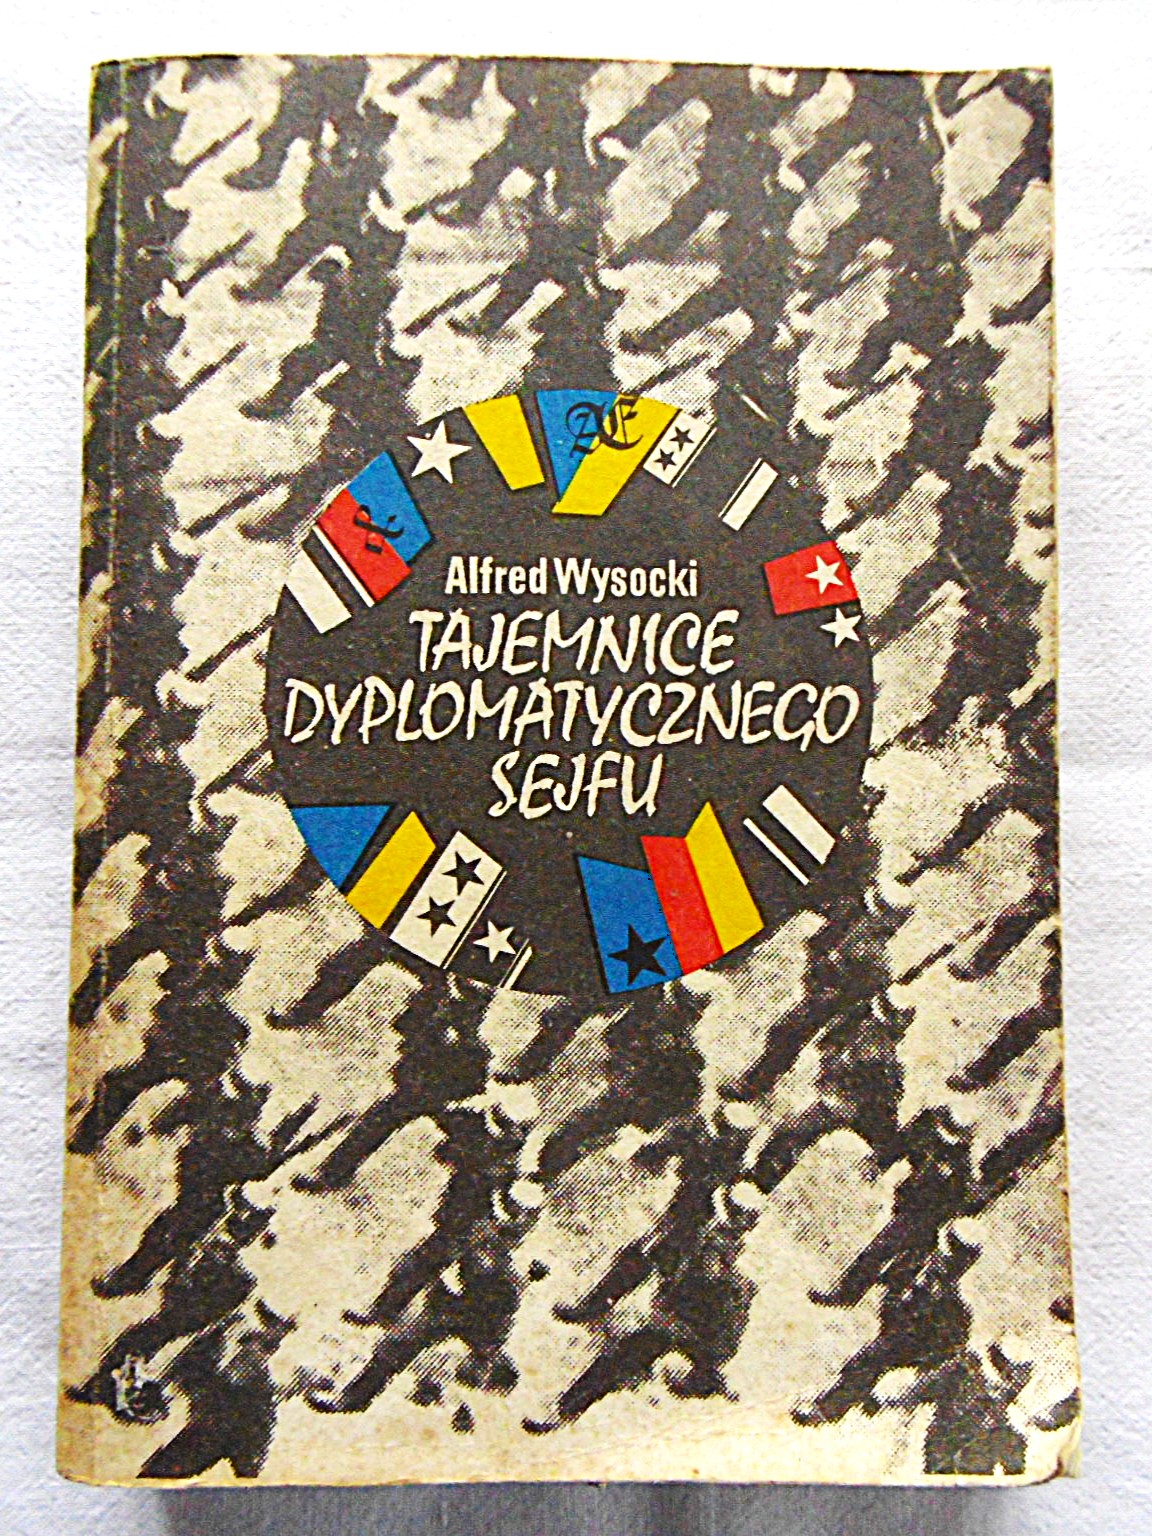 Alfred Wysocki
TAJEMNICE
DYPLOMATYCZNEGO
SEJFU